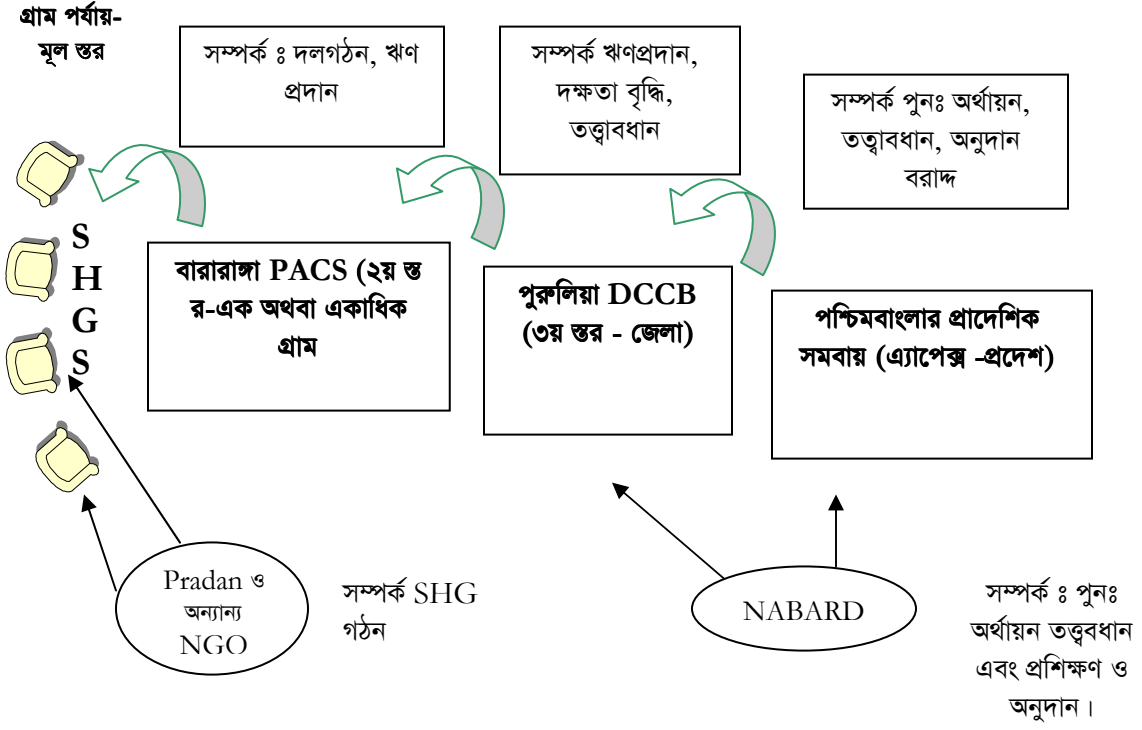 গ্রাম পর্যায়-
মূল স্তর
সম্পর্ক ঃ দলগঠন, ঋণ
প্রদান
সম্পর্ক ঋণপ্রদান,
দক্ষতা বৃদ্ধি,
তত্ত্বাবধান
সম্পর্ক পুনঃ অর্থায়ন,
তত্বাবধান, অনুদান
বরাদ্দ
S
H
G
S
বারারাঙ্গা PACS (২য় স্ত
র-এক অথবা একাধিক
গ্রাম
পুরুলিয়া DCCB
(৩য় স্তর - জেলা)
পশ্চিমবাংলার প্রাদেশিক
সমবায় (এ্যাপেক্স -প্রদেশ)
Pradan ও
অন্যান্য
NGO
সম্পর্ক SHG
গঠন
NABARD
সম্পর্ক ঃ পুনঃ
অর্থায়ন তত্ত্ববধান
এবং প্রশিক্ষণ ও
অনুদান।